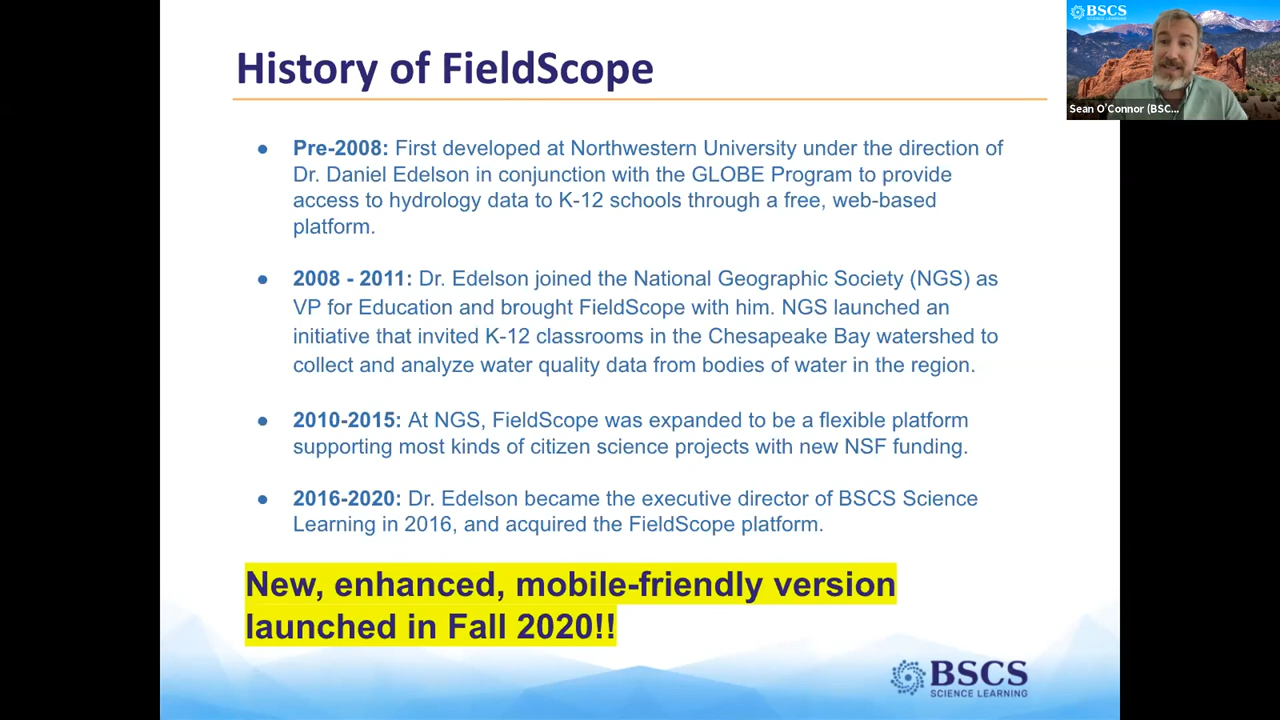 History of FieldScope
● Pre-2008: First developed at Northwestern University under the direction of
Dr. Daniel Edelson in conjunction with the GLOBE Program to provide
access to hydrology data to K-12 schools through a free, web-based
platform.
● 2008 - 2011: Dr. Edelson joined the National Geographic Society (NGS) as
VP for Education and brought FieldScope with him. NGS launched an
initiative that invited K-12 classrooms in the Chesapeake Bay watershed to
collect and analyze water quality data from bodies of water in the region.
● 2010-2015: At NGS, FieldScope was expanded to be a flexible platform
supporting most kinds of citizen science projects with new NSF funding.
● 2016-2020: Dr. Edelson became the executive director of BSCS Science
Learning in 2016, and acquired the FieldScope platform.
New, enhanced, mobile-friendly version
launched in Fall 2020!!
BSCS
SCIENCE LEARNING
BSCS
SCIENCE LEARNING
Sean O'Connor (BSC...